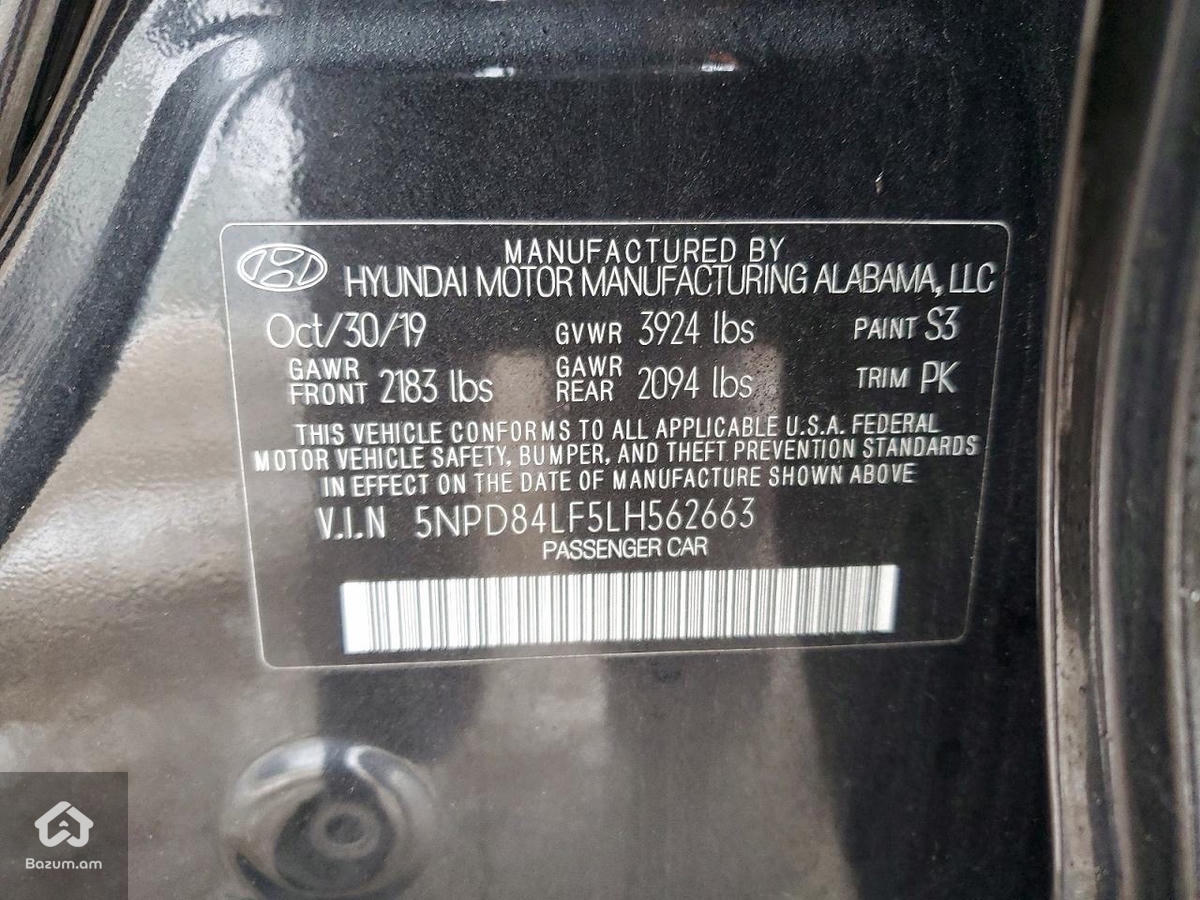 MANUFACTURED BY
HYUNDAI MOTOR MANUFACTURING ALABAMA, LLC
Oct/30/19 GVWR 3924 lbs PAINT S3
GAWR FRONT 2183 lbs GAWR REAR 2094 lbs TRIM PK
THIS VEHICLE CONFORMS TO ALL APPLICABLE U.S.A. FEDERAL
MOTOR VEHICLE SAFETY, BUMPER, AND THEFT PREVENTION STANDARDS
IN EFFECT ON THE DATE OF MANUFACTURE SHOWN ABOVE
V.I.N 5NPD84LF5LH562663
PASSENGER CAR
Bazum.am